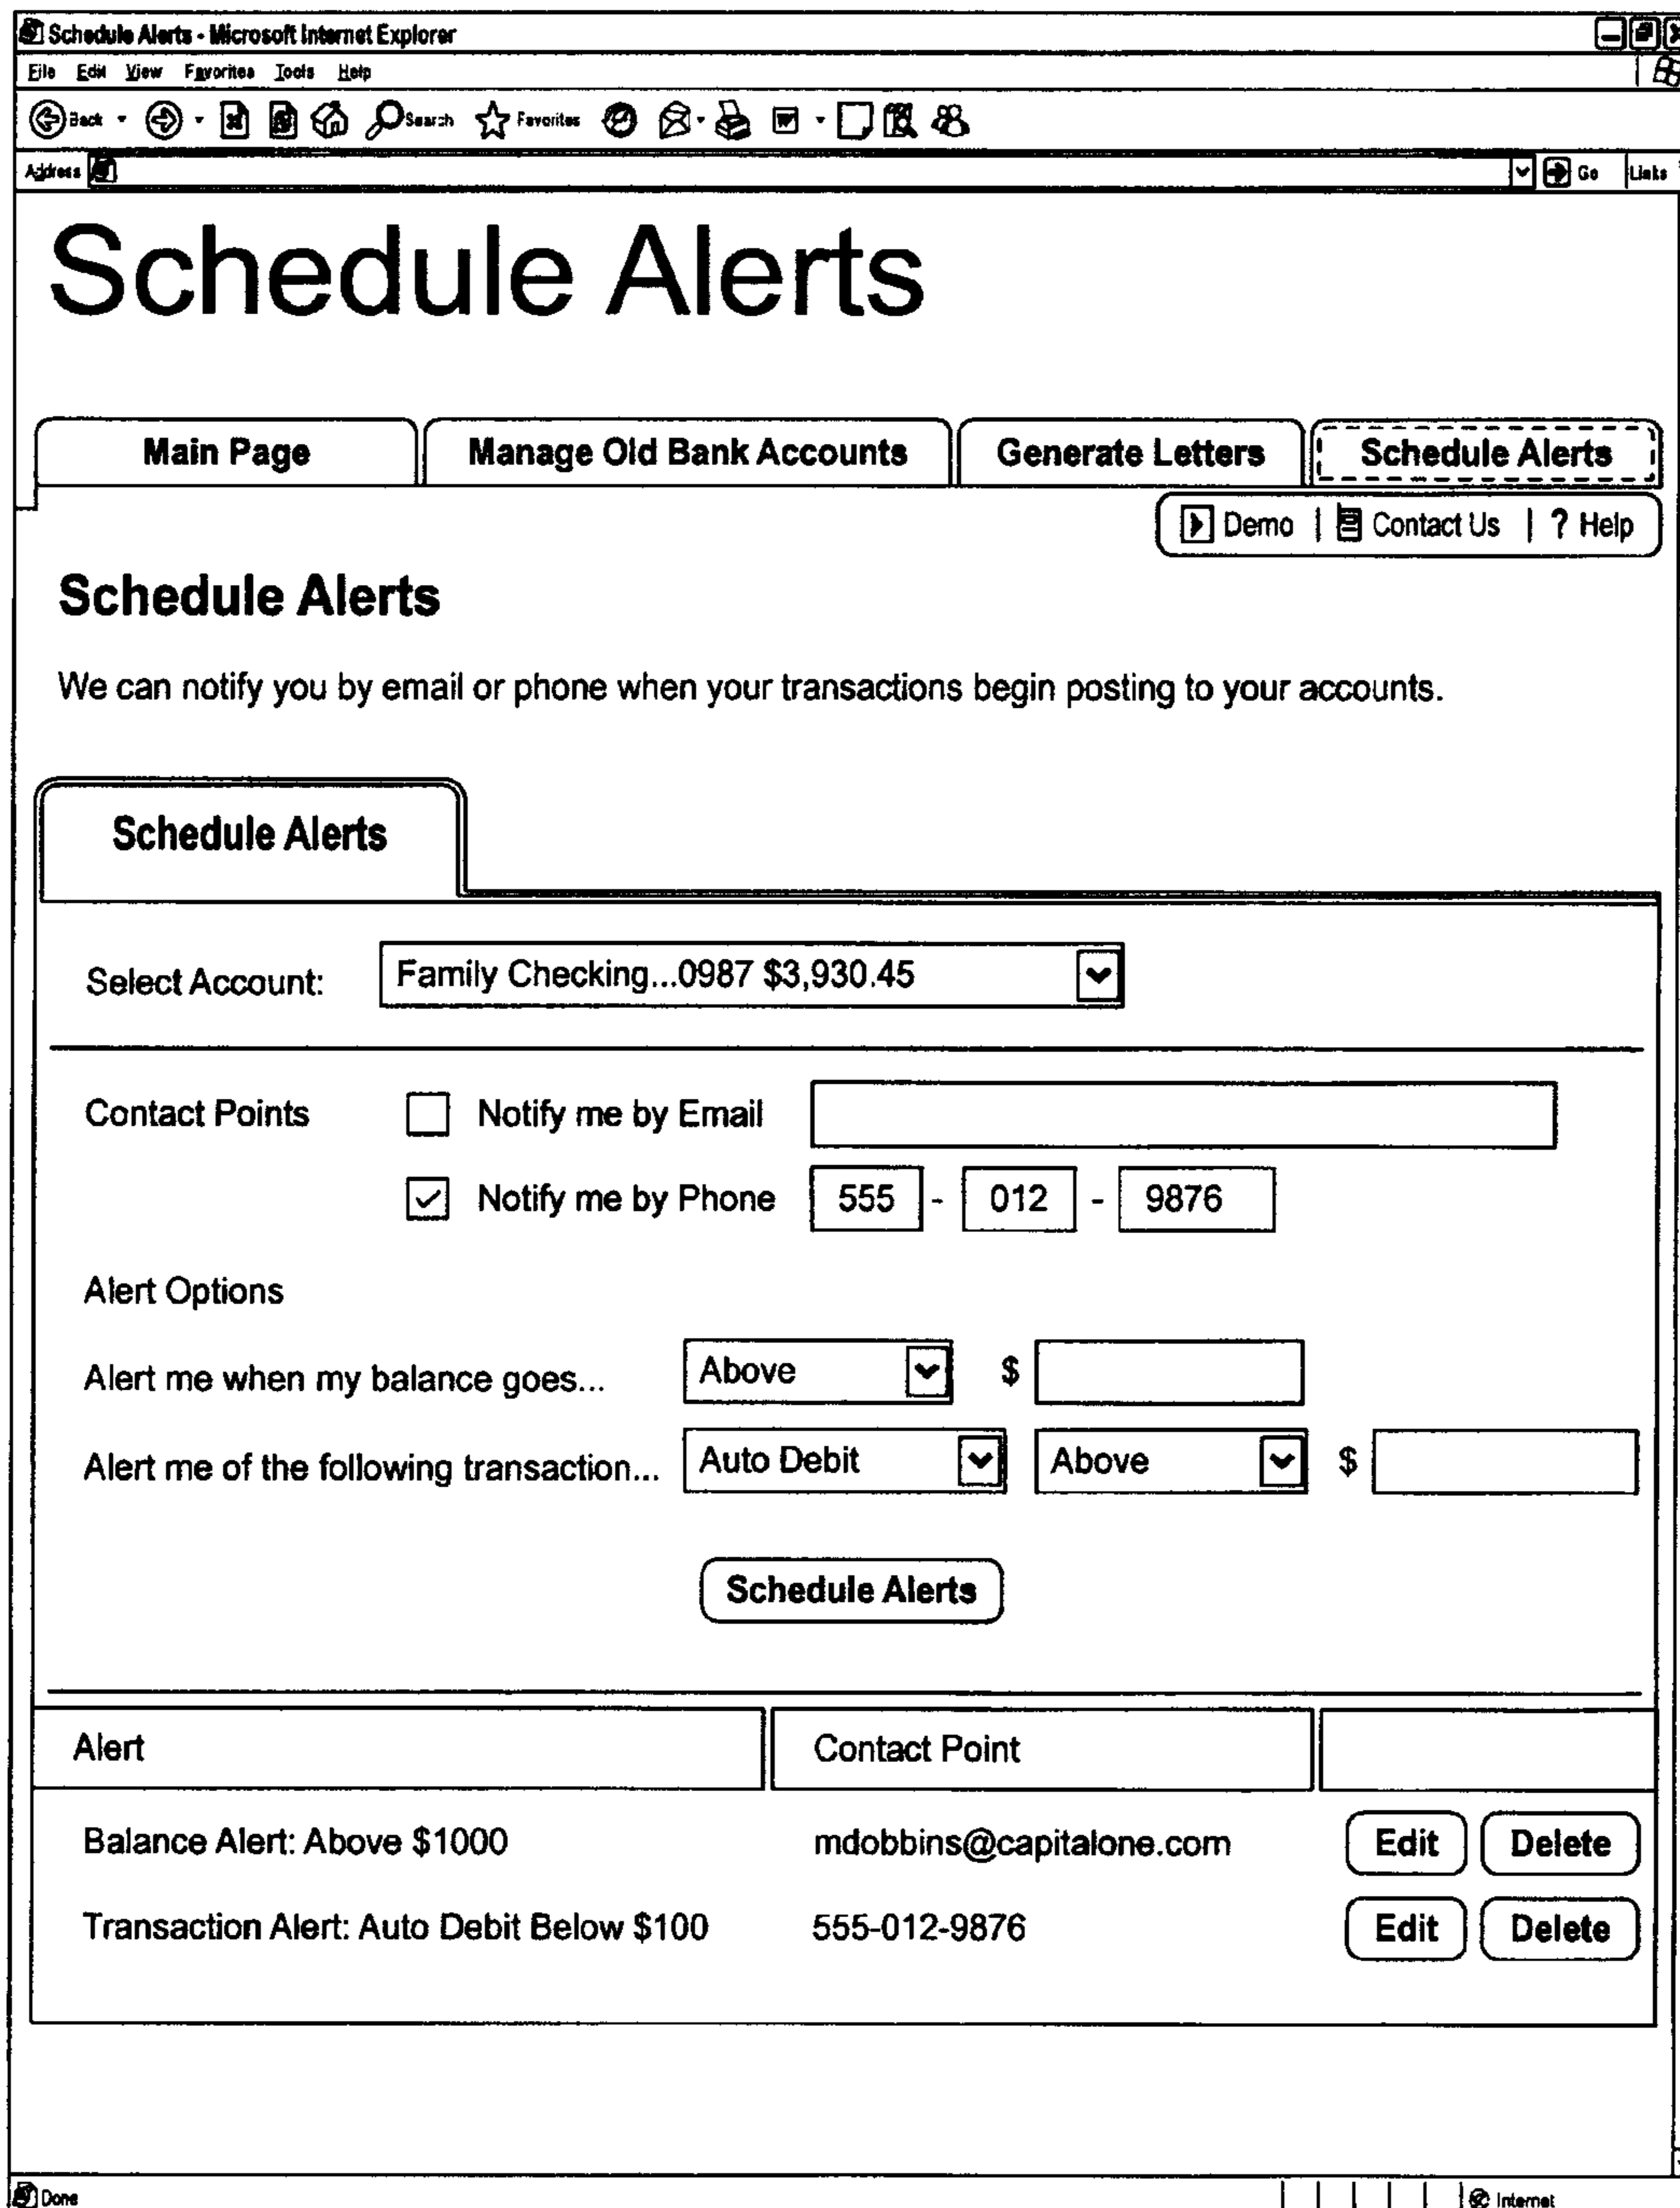 Schedule Alerts - Microsoft Internet Explorer
File Edit View Favorites Tools Help
Back Search Favorites
Address Go Links
Schedule Alerts
Main Page Manage Old Bank Accounts Generate Letters Schedule Alerts
Demo | Contact Us | ? Help
Schedule Alerts
We can notify you by email or phone when your transactions begin posting to your accounts.
Schedule Alerts
Select Account: Family Checking...0987 $3,930.45
Contact Points Notify me by Email
Notify me by Phone 555 - 012 - 9876
Alert Options
Alert me when my balance goes... Above $
Alert me of the following transaction... Auto Debit Above $
Schedule Alerts
Alert Contact Point
Balance Alert: Above $1000 mdobbins@capitalone.com Edit Delete
Transaction Alert: Auto Debit Below $100 555-012-9876 Edit Delete
Done Internet